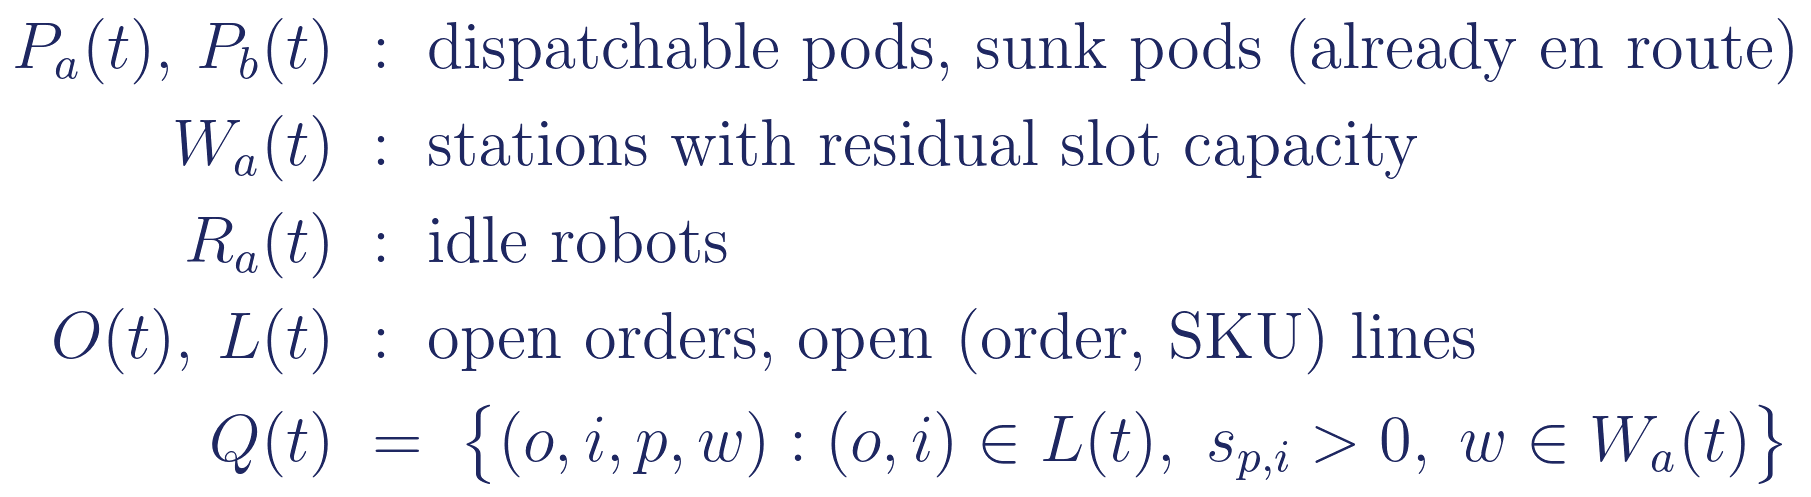 P_a(t), P_b(t) : dispatchable pods, sunk pods (already en route)
W_a(t) : stations with residual slot capacity
R_a(t) : idle robots
O(t), L(t) : open orders, open (order, SKU) lines
Q(t) = {(o, i, p, w) : (o, i) ∈ L(t), s_{p,i} > 0, w ∈ W_a(t)}